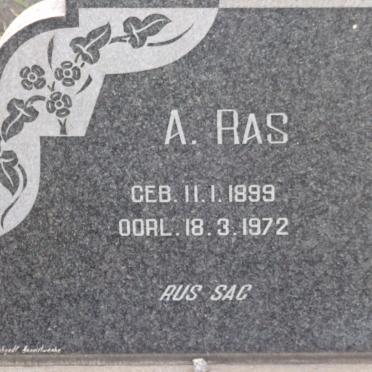 A. RAS
GEB. 11.1.1899
OORL. 18.3.1972
RUS SAG